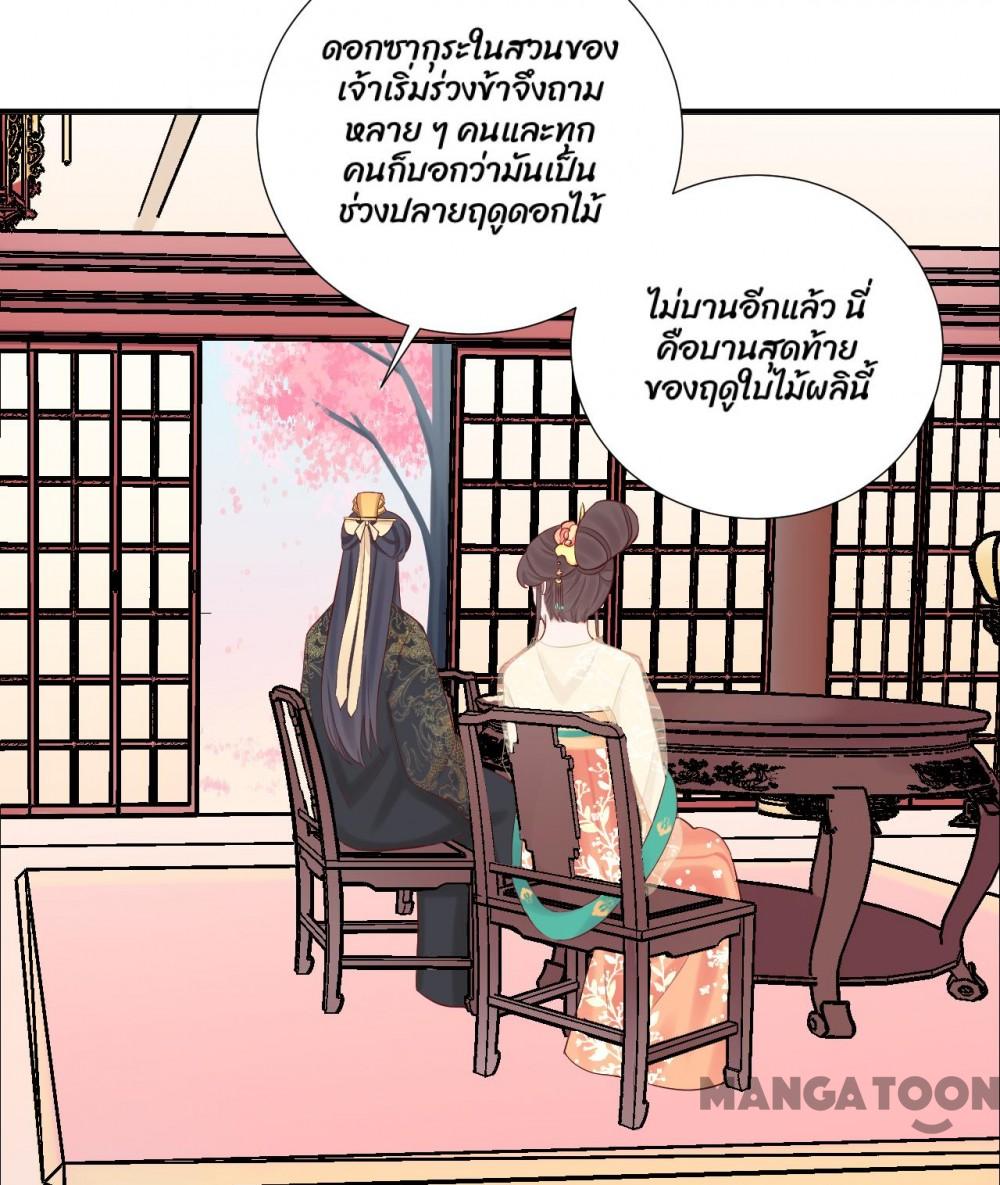 ดอกซากุระในสวนของ
เจ้าเริ่มร่วงข้าจึงถาม
หลาย ๆ คนและทุก
คนก็บอกว่ามันเป็น
ช่วงปลายฤดูดอกไม้
ไม่บานอีกแล้ว นี่
คือบานสุดท้าย
ของฤดูใบไม้ผลินี้
MANGATOON